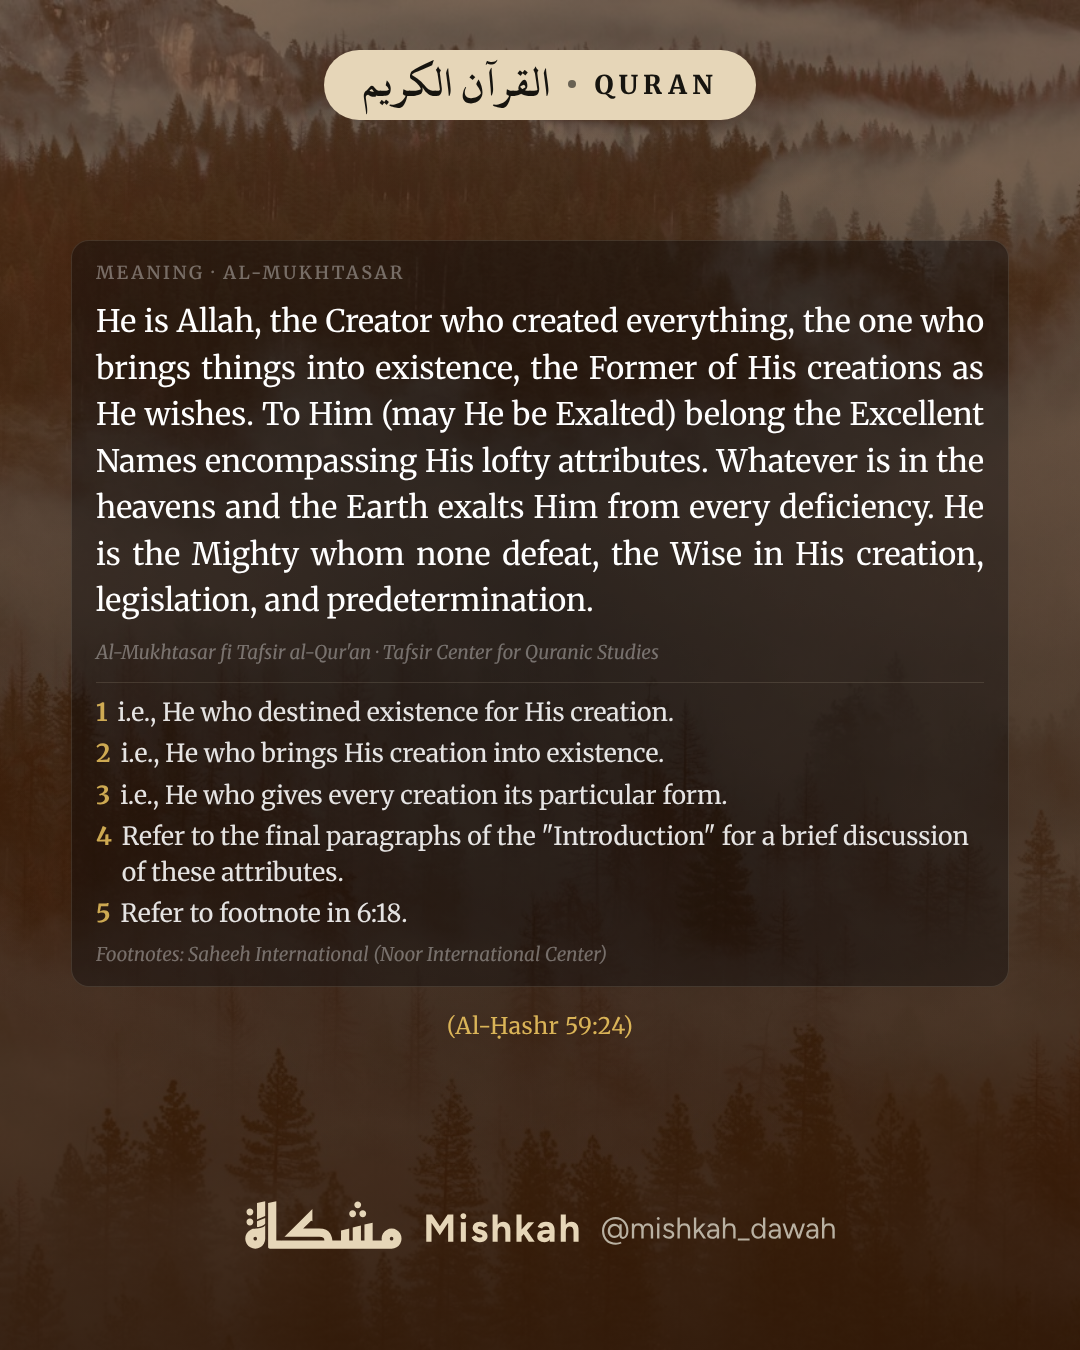 القرآن الكريم • QURAN
MEANING · AL-MUKHTASAR
He is Allah, the Creator who created everything, the one who
brings things into existence, the Former of His creations as
He wishes. To Him (may He be Exalted) belong the Excellent
Names encompassing His lofty attributes. Whatever is in the
heavens and the Earth exalts Him from every deficiency. He
is the Mighty whom none defeat, the Wise in His creation,
legislation, and predetermination.
Al-Mukhtasar fi Tafsir al-Qur'an · Tafsir Center for Quranic Studies
1 i.e., He who destined existence for His creation.
2 i.e., He who brings His creation into existence.
3 i.e., He who gives every creation its particular form.
4 Refer to the final paragraphs of the "Introduction" for a brief discussion
of these attributes.
5 Refer to footnote in 6:18.
Footnotes: Saheeh International (Noor International Center)
(Al-Ḥashr 59:24)
مشكاة Mishkah @mishkah_dawah